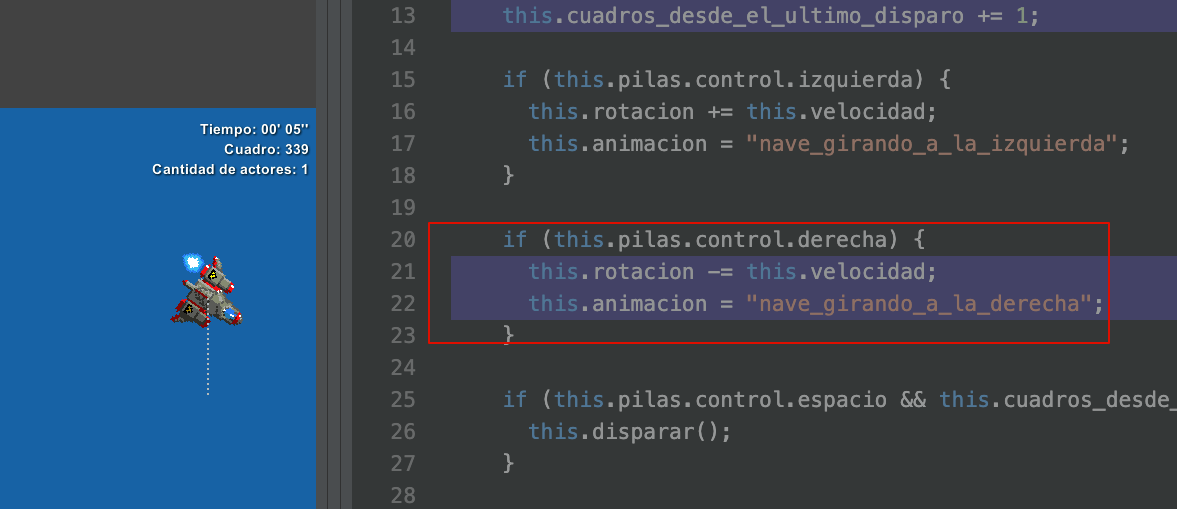 Tiempo: 00' 05''
Cuadro: 339
Cantidad de actores: 1
13 this.cuadros_desde_el_ultimo_disparo += 1;
14
15 if (this.pilas.control.izquierda) {
16 this.rotacion += this.velocidad;
17 this.animacion = "nave_girando_a_la_izquierda";
18 }
19
20 if (this.pilas.control.derecha) {
21 this.rotacion -= this.velocidad;
22 this.animacion = "nave_girando_a_la_derecha";
23 }
24
25 if (this.pilas.control.espacio && this.cuadros_desde_
26 this.disparar();
27 }
28